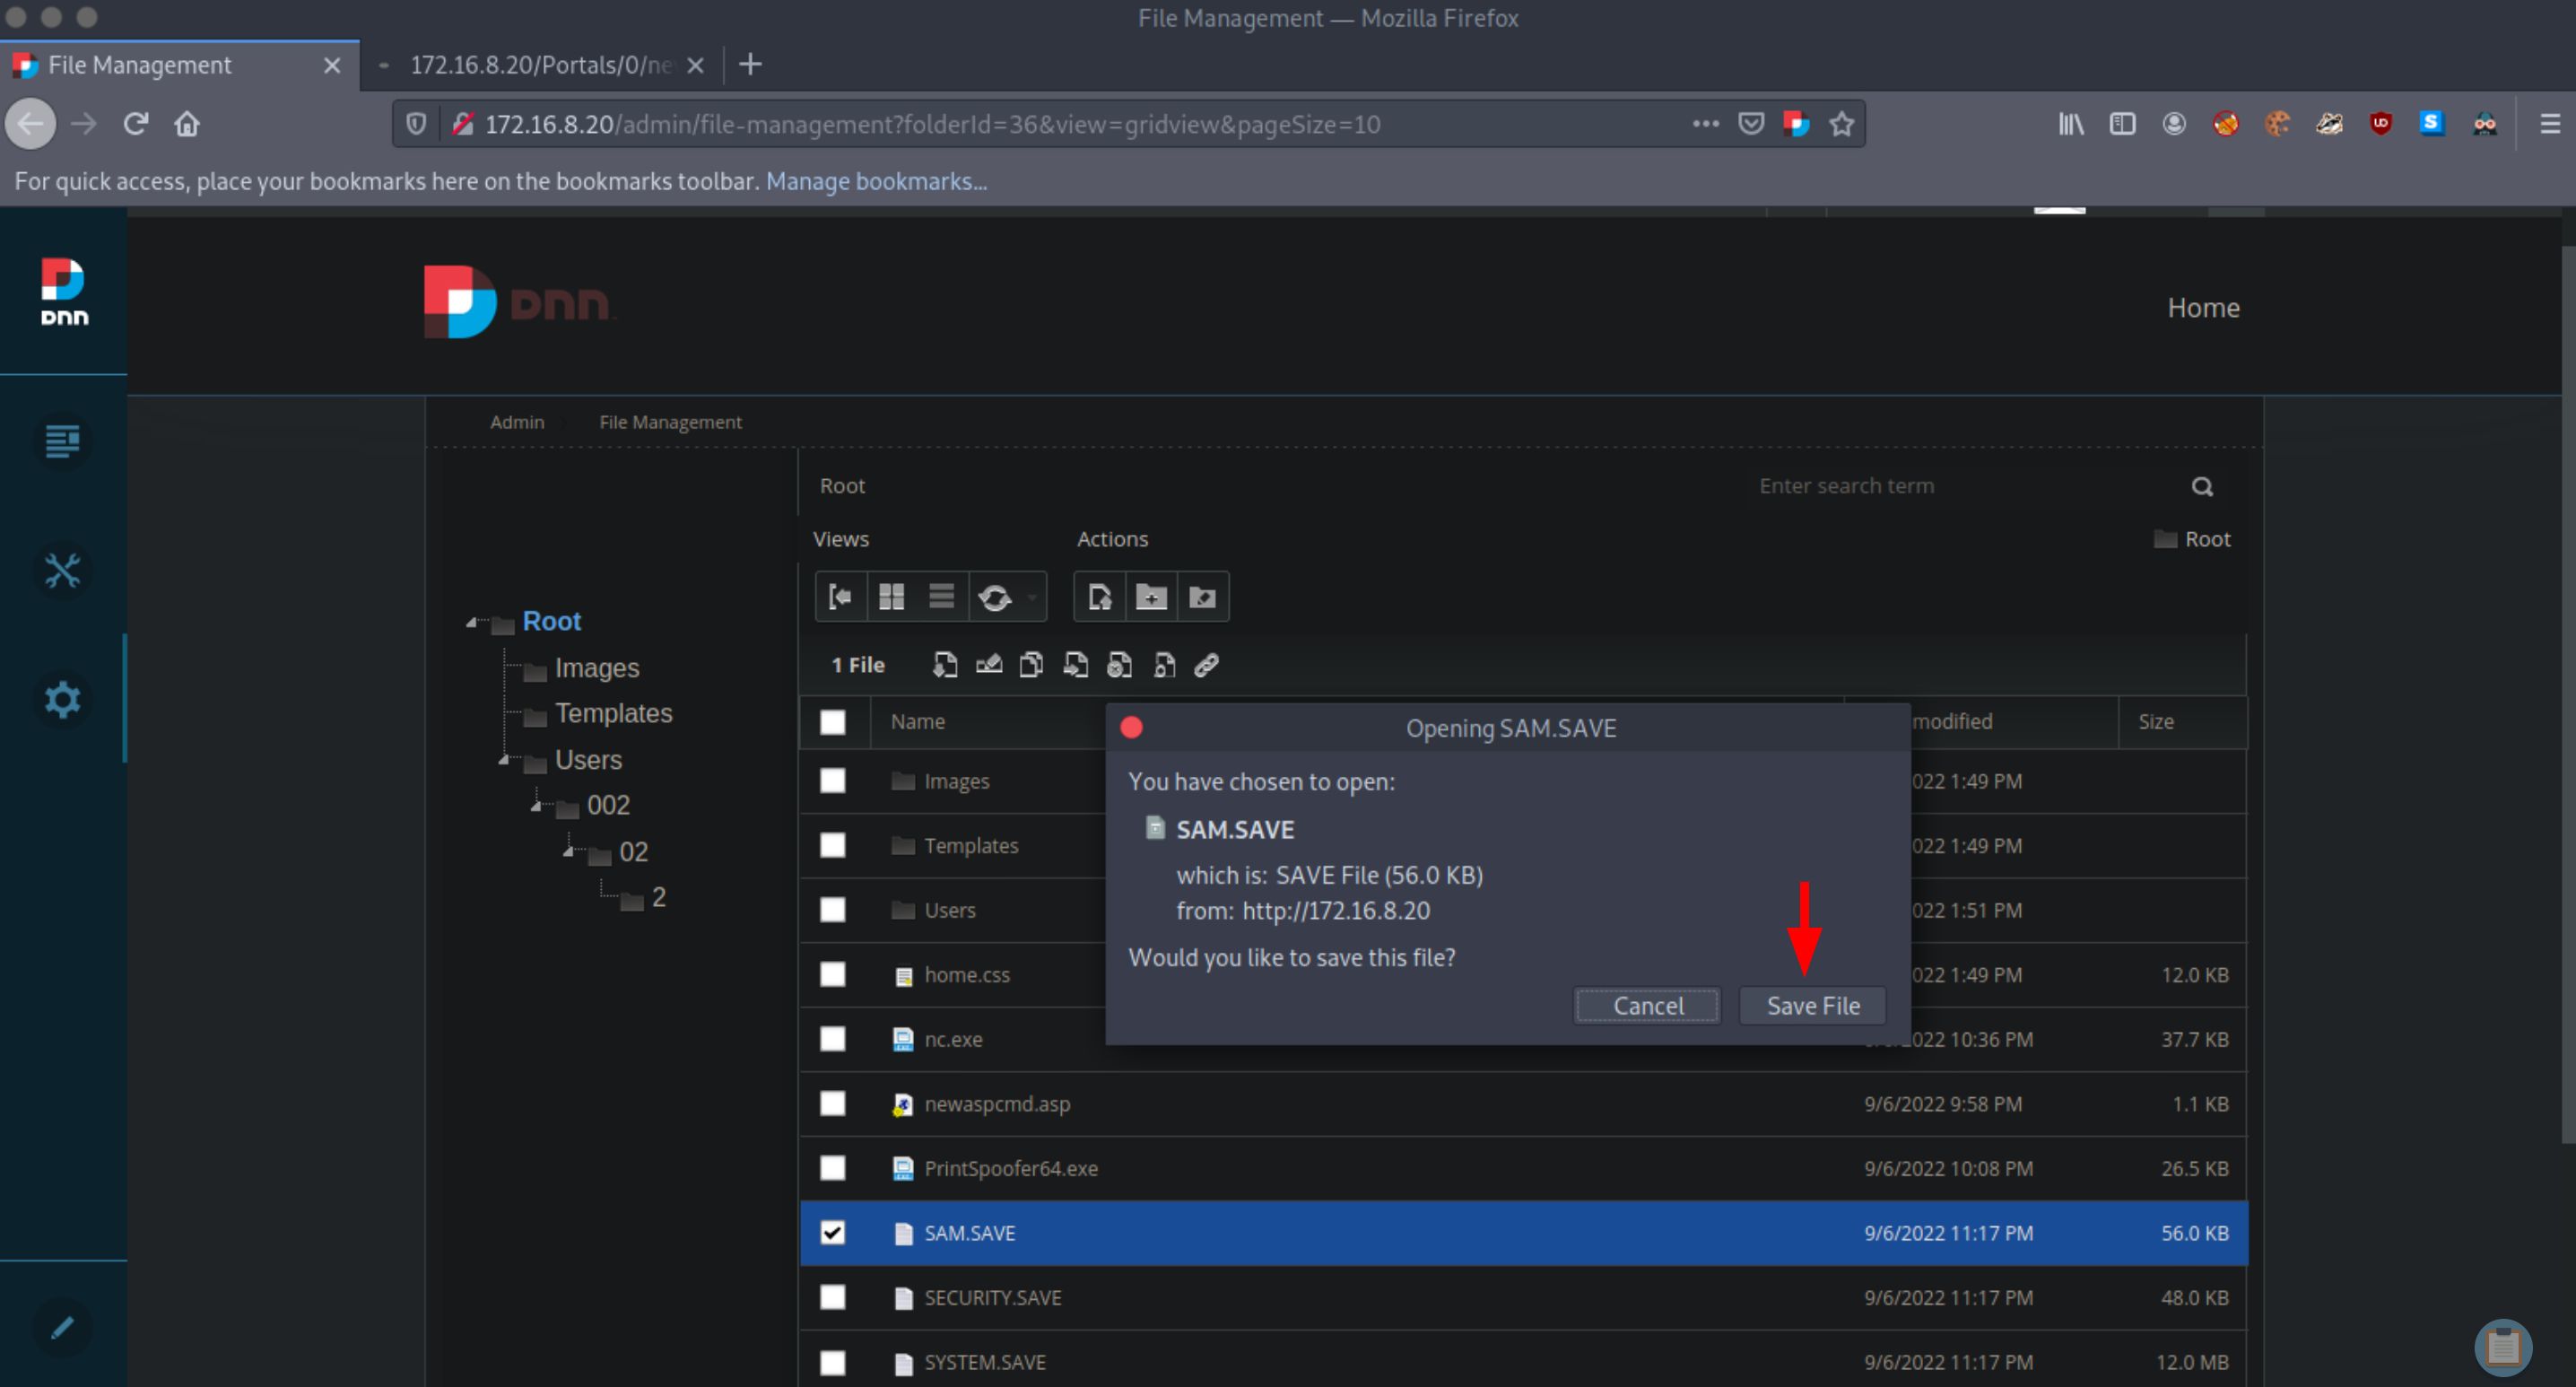 File Management — Mozilla Firefox
File Management
172.16.8.20/Portals/0/ne
172.16.8.20/admin/file-management?folderId=36&view=gridview&pageSize=10
For quick access, place your bookmarks here on the bookmarks toolbar. Manage bookmarks...
DNN
DNN
Home
Admin File Management
Root
Enter search term
Views Actions
Root
Root
Images
Templates
Users
002
02
2
1 File
Name modified Size
Images 022 1:49 PM
Templates 022 1:49 PM
Users 022 1:51 PM
home.css 022 1:49 PM 12.0 KB
nc.exe 022 10:36 PM 37.7 KB
newaspcmd.asp 9/6/2022 9:58 PM 1.1 KB
PrintSpoofer64.exe 9/6/2022 10:08 PM 26.5 KB
SAM.SAVE 9/6/2022 11:17 PM 56.0 KB
SECURITY.SAVE 9/6/2022 11:17 PM 48.0 KB
SYSTEM.SAVE 9/6/2022 11:17 PM 12.0 MB
Opening SAM.SAVE
You have chosen to open:
SAM.SAVE
which is: SAVE File (56.0 KB)
from: http://172.16.8.20
Would you like to save this file?
Cancel Save File